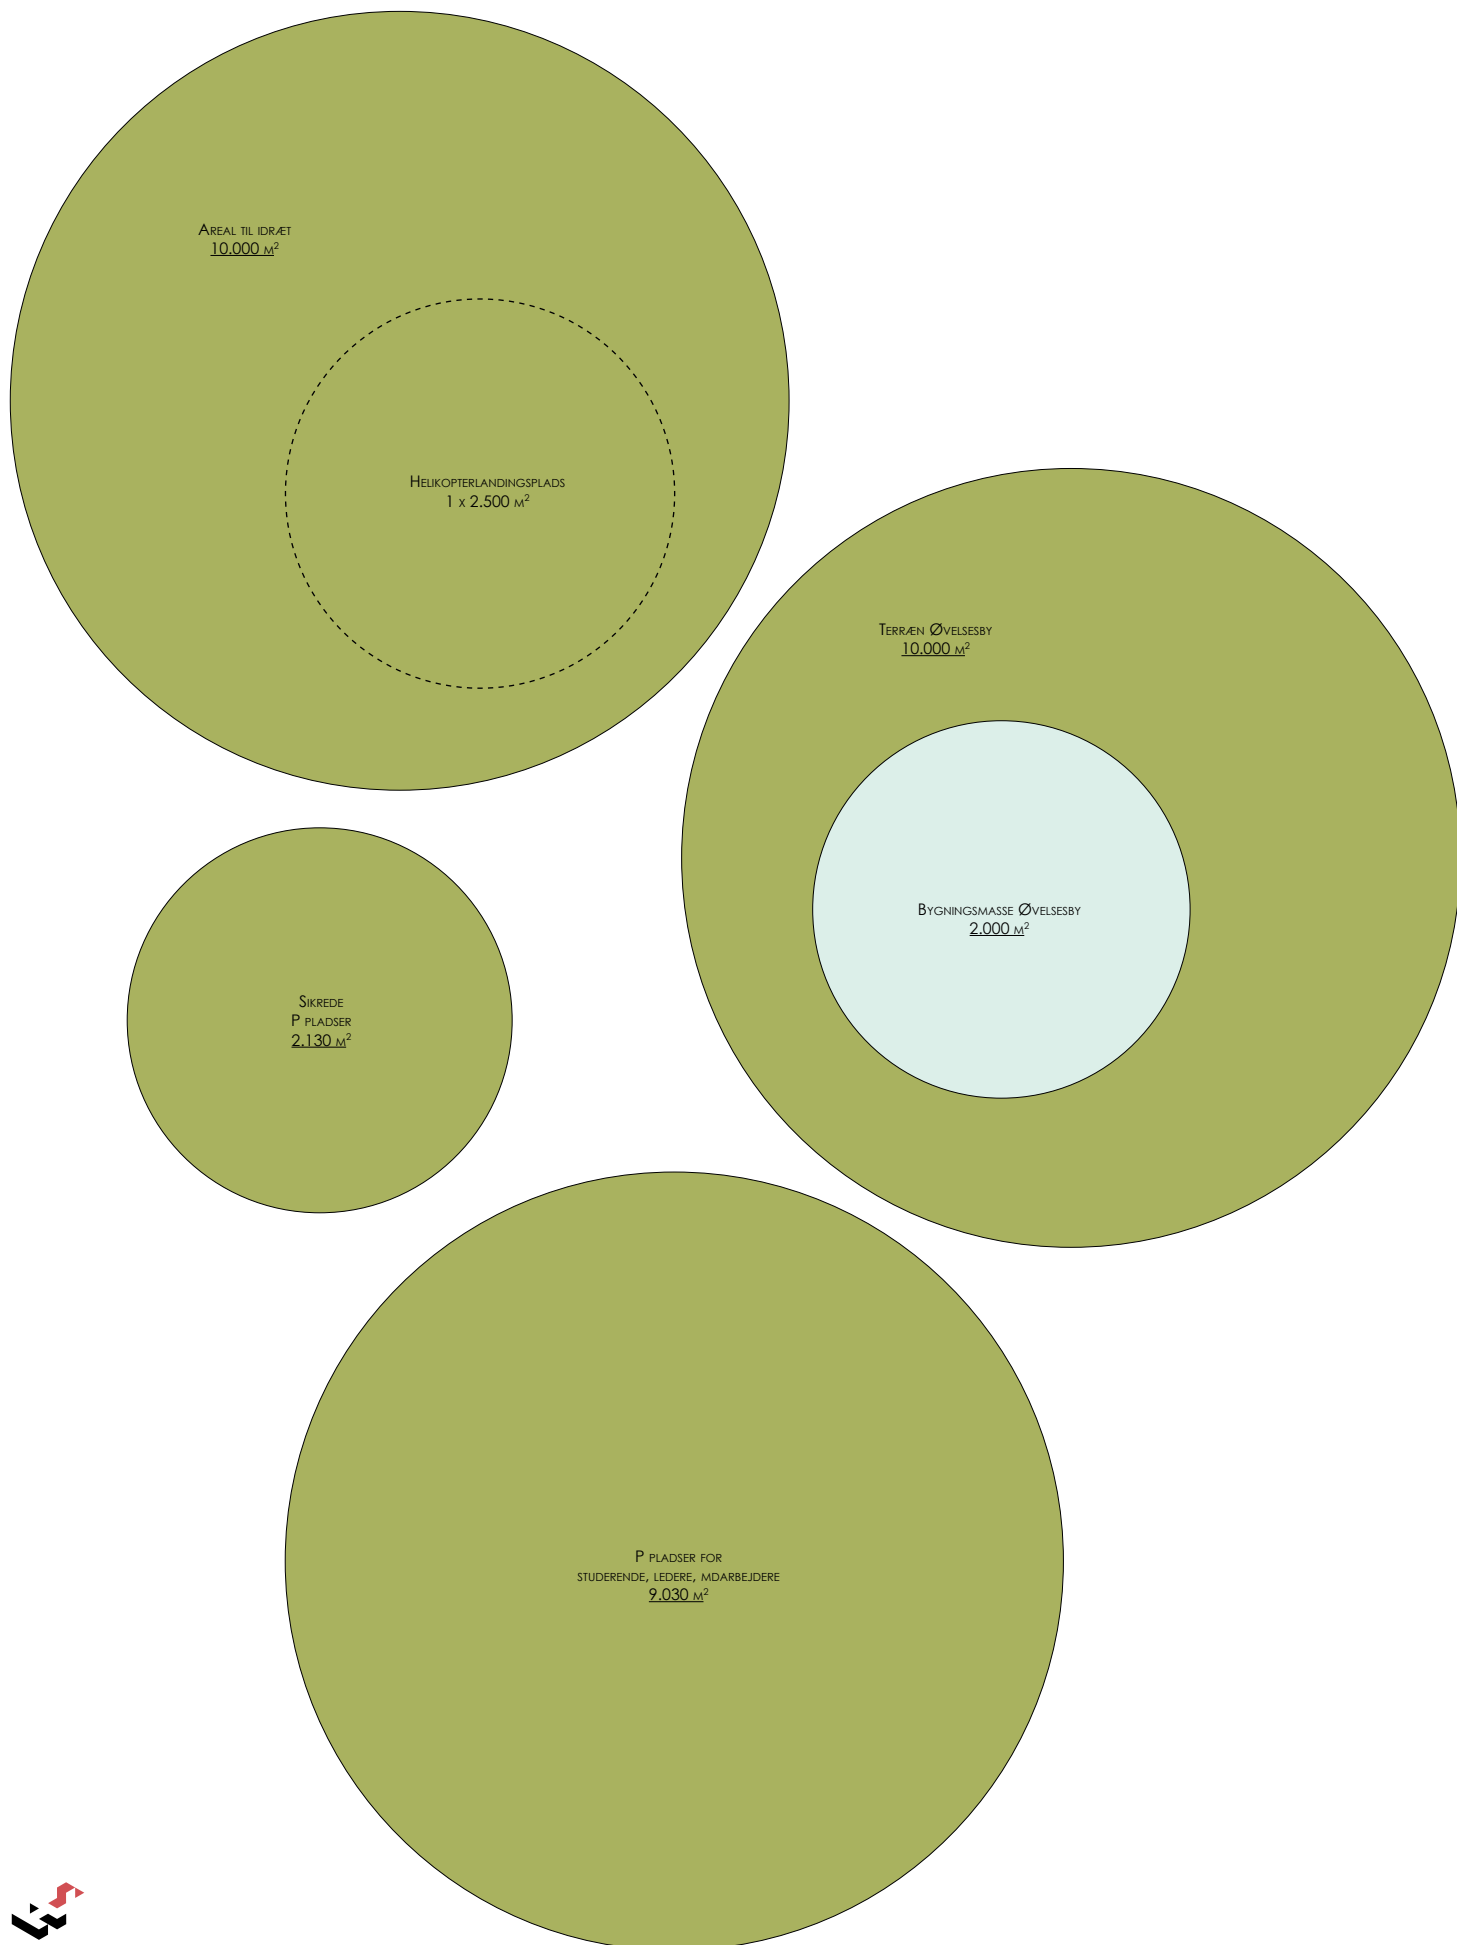 Areal til idræt
10.000 m²
Helikopterlandingsplads
1 x 2.500 m²
Terræn Øvelsesby
10.000 m²
Bygningsmasse Øvelsesby
2.000 m²
Sikrede
P pladser
2.130 m²
P pladser for
studerende, ledere, mdarbejdere
9.030 m²